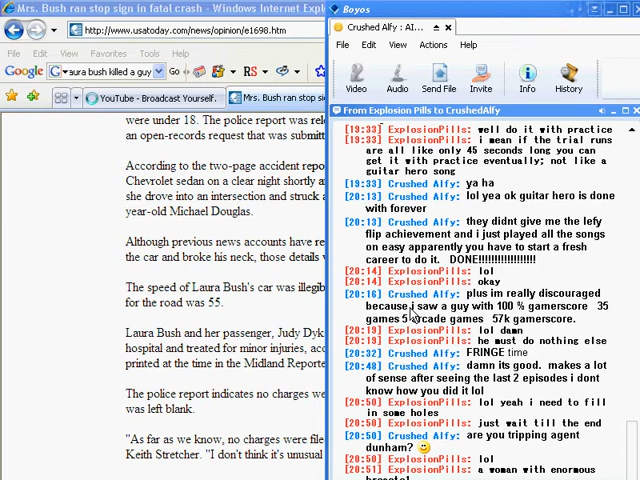 Mrs. Bush ran stop sign in fatal crash - Windows Internet Expl
http://www.usatoday.com/news/opinion/e1698.htm
File Edit View Favorites Tools Help
Google aura bush killed a guy RS
YouTube - Broadcast Yourself.
Mrs. Bush ran stop
were under 18. The police report was rele
an open-records request that was submitt
According to the two-page accident repo
Chevrolet sedan on a clear night shortly a
she drove into an intersection and struck a
year-old Michael Douglas.
Although previous news accounts have re
the car and broke his neck, those details w
The speed of Laura Bush's car was illegib
for the road was 55.
Laura Bush and her passenger, Judy Dyk
hospital and treated for minor injuries, acc
printed at the time in the Midland Reporte
The police report indicates no charges we
was left blank.
"As far as we know, no charges were file
Keith Stretcher. "I don't think it's unusual
Boyos
Crushed Alfy: AI...
File Edit View Actions Help
Video Audio Send File Invite Info History
From Explosion Pills to CrushedAlfy
[19:33] ExplosionPills: well do it with practice
[19:33] ExplosionPills: i mean if the trial runs
are all like only 45 seconds long you can
get it with practice eventually; not like a
guitar hero song
[19:33] Crushed Alfy: ya ha
[20:13] Crushed Alfy: lol yea ok guitar hero is done
with forever
[20:13] Crushed Alfy: they didnt give me the lefy
flip achievement and i just played all the songs
on easy apparently you have to start a fresh
career to do it. DONE!!!!!!!!!!!!!!!!!!
[20:14] ExplosionPills: lol
[20:14] ExplosionPills: okay
[20:16] Crushed Alfy: plus im really discouraged
because i saw a guy with 100 % gamerscore 35
games 5 arcade games 57k gamerscore.
[20:19] ExplosionPills: lol damn
[20:19] ExplosionPills: he must do nothing else
[20:32] Crushed Alfy: FRINGE time
[20:48] Crushed Alfy: damn its good. makes a lot
of sense after seeing the last 2 episodes i dont
know how you did it lol
[20:50] ExplosionPills: lol yeah i need to fill
in some holes
[20:50] ExplosionPills: just wait till the end
[20:50] Crushed Alfy: are you tripping agent
dunham?
[20:50] ExplosionPills: lol
[20:51] ExplosionPills: a woman with enormous